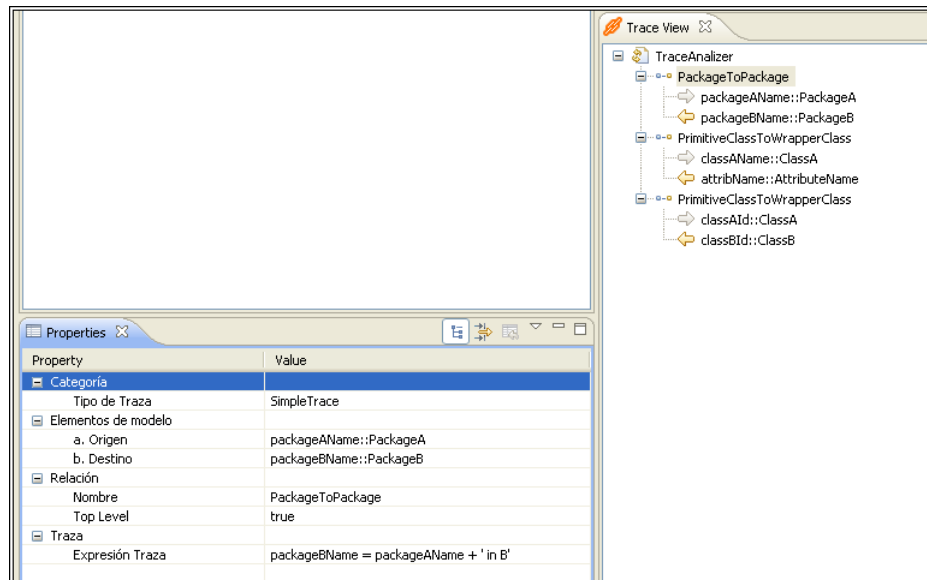 Trace View
TraceAnalizer
PackageToPackage
packageAName::PackageA
packageBName::PackageB
PrimitiveClassToWrapperClass
classAName::ClassA
attribName::AttributeName
PrimitiveClassToWrapperClass
classAId::ClassA
classBId::ClassB
Properties
Property Value
Categoría
Tipo de Traza SimpleTrace
Elementos de modelo
a. Origen packageAName::PackageA
b. Destino packageBName::PackageB
Relación
Nombre PackageToPackage
Top Level true
Traza
Expresión Traza packageBName = packageAName + ' in B'